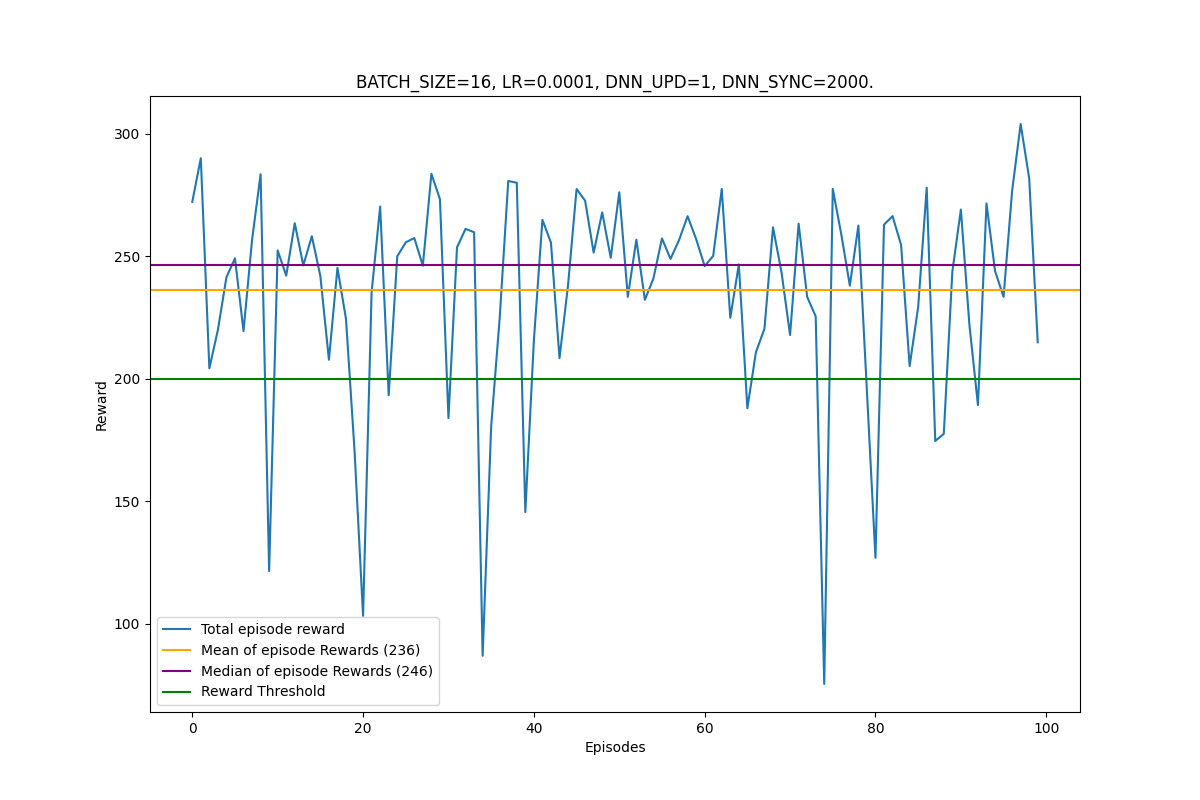 BATCH_SIZE=16, LR=0.0001, DNN_UPD=1, DNN_SYNC=2000.
300
250
200
150
100
Reward
Total episode reward
Mean of episode Rewards (236)
Median of episode Rewards (246)
Reward Threshold
0 20 40 60 80 100
Episodes